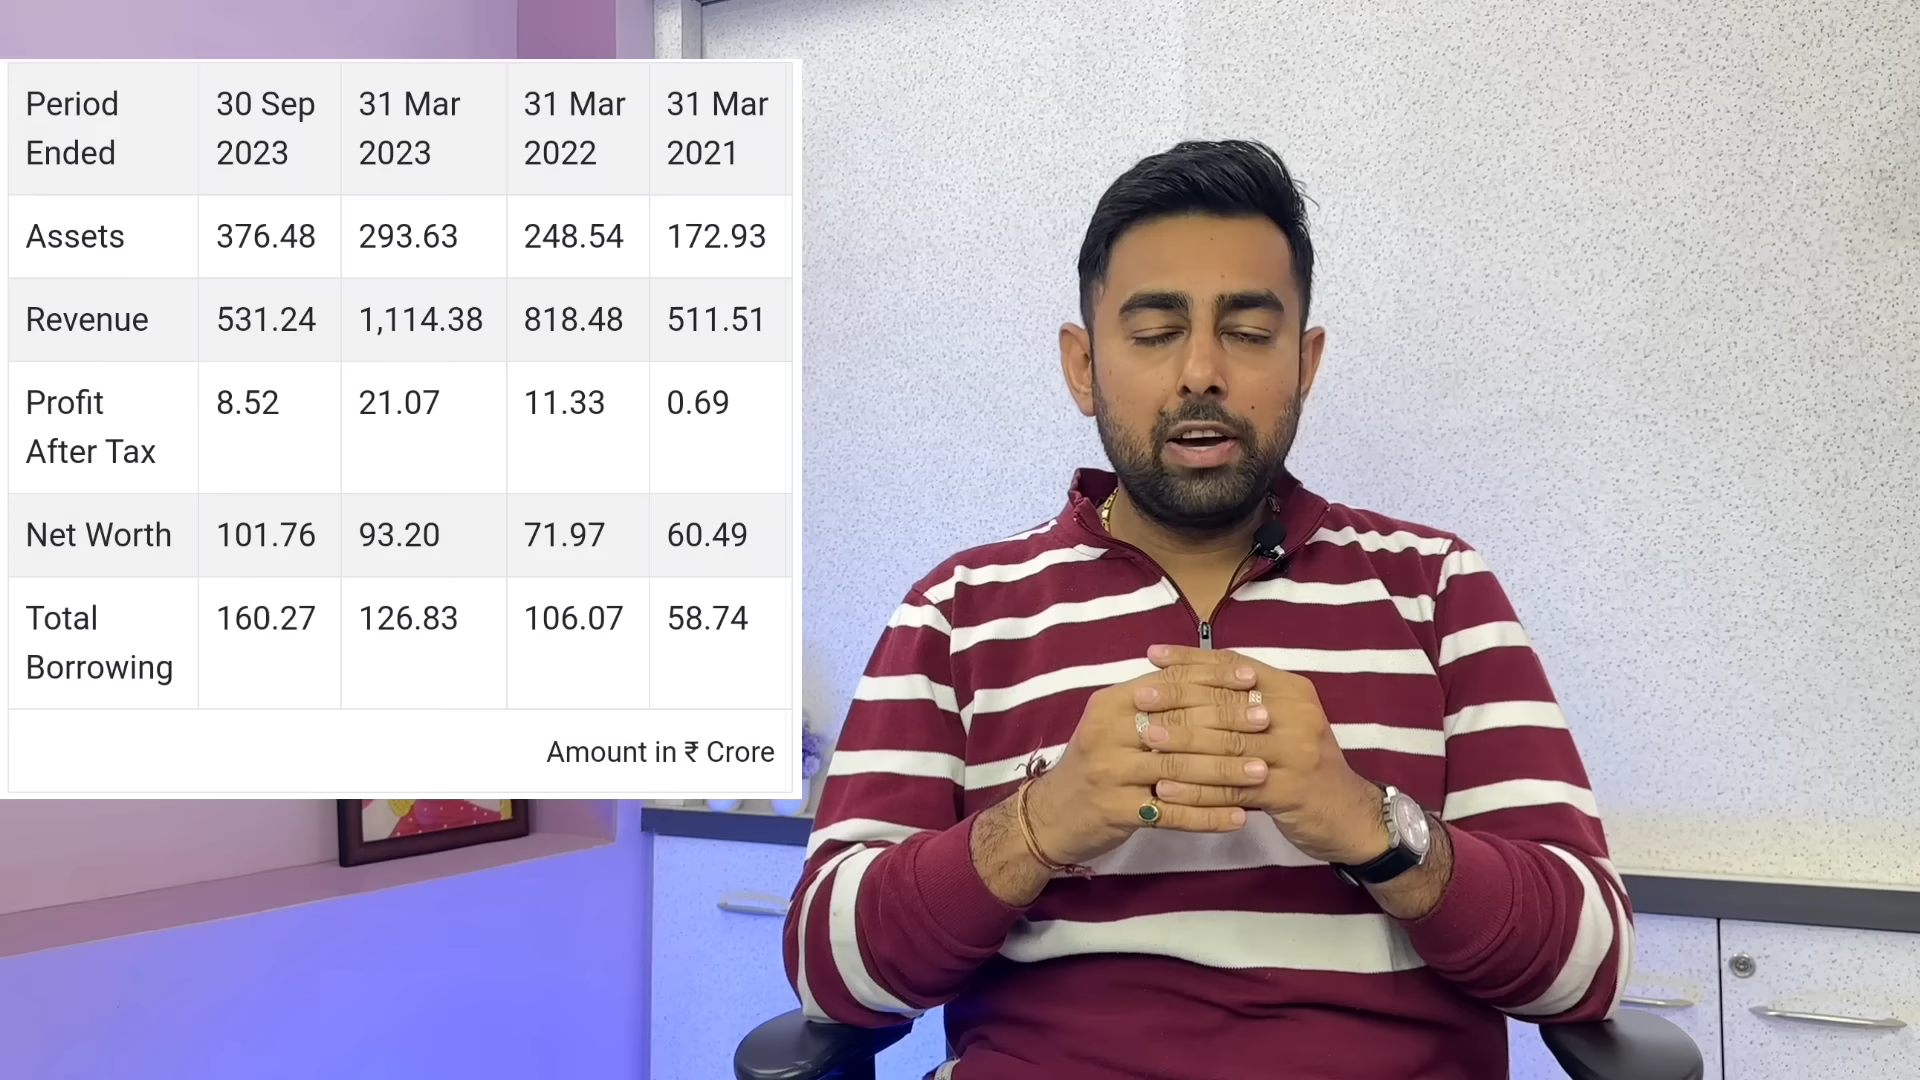 Period Ended 30 Sep 2023 31 Mar 2023 31 Mar 2022 31 Mar 2021
Assets 376.48 293.63 248.54 172.93
Revenue 531.24 1,114.38 818.48 511.51
Profit After Tax 8.52 21.07 11.33 0.69
Net Worth 101.76 93.20 71.97 60.49
Total Borrowing 160.27 126.83 106.07 58.74
Amount in ₹ Crore